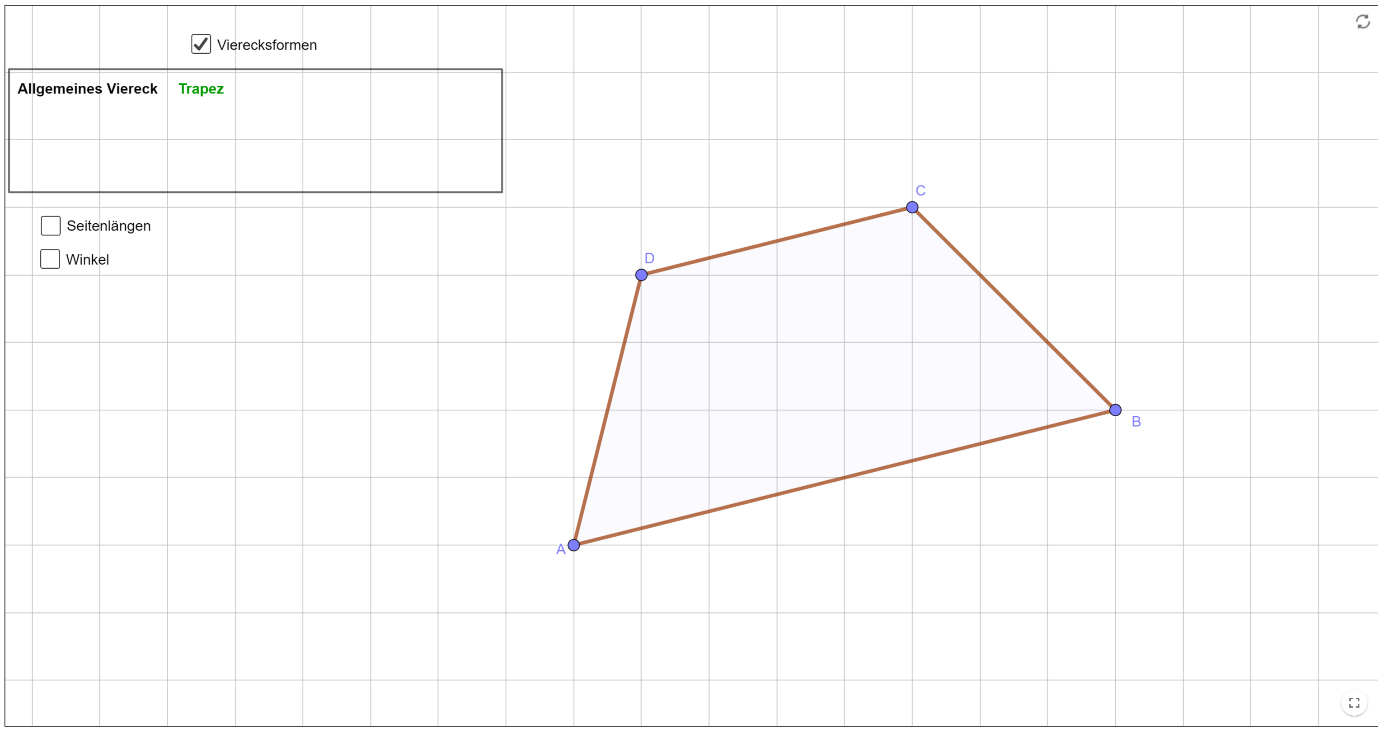 Vierecksformen
Allgemeines Viereck Trapez
Seitenlängen
Winkel
C
D
B
A